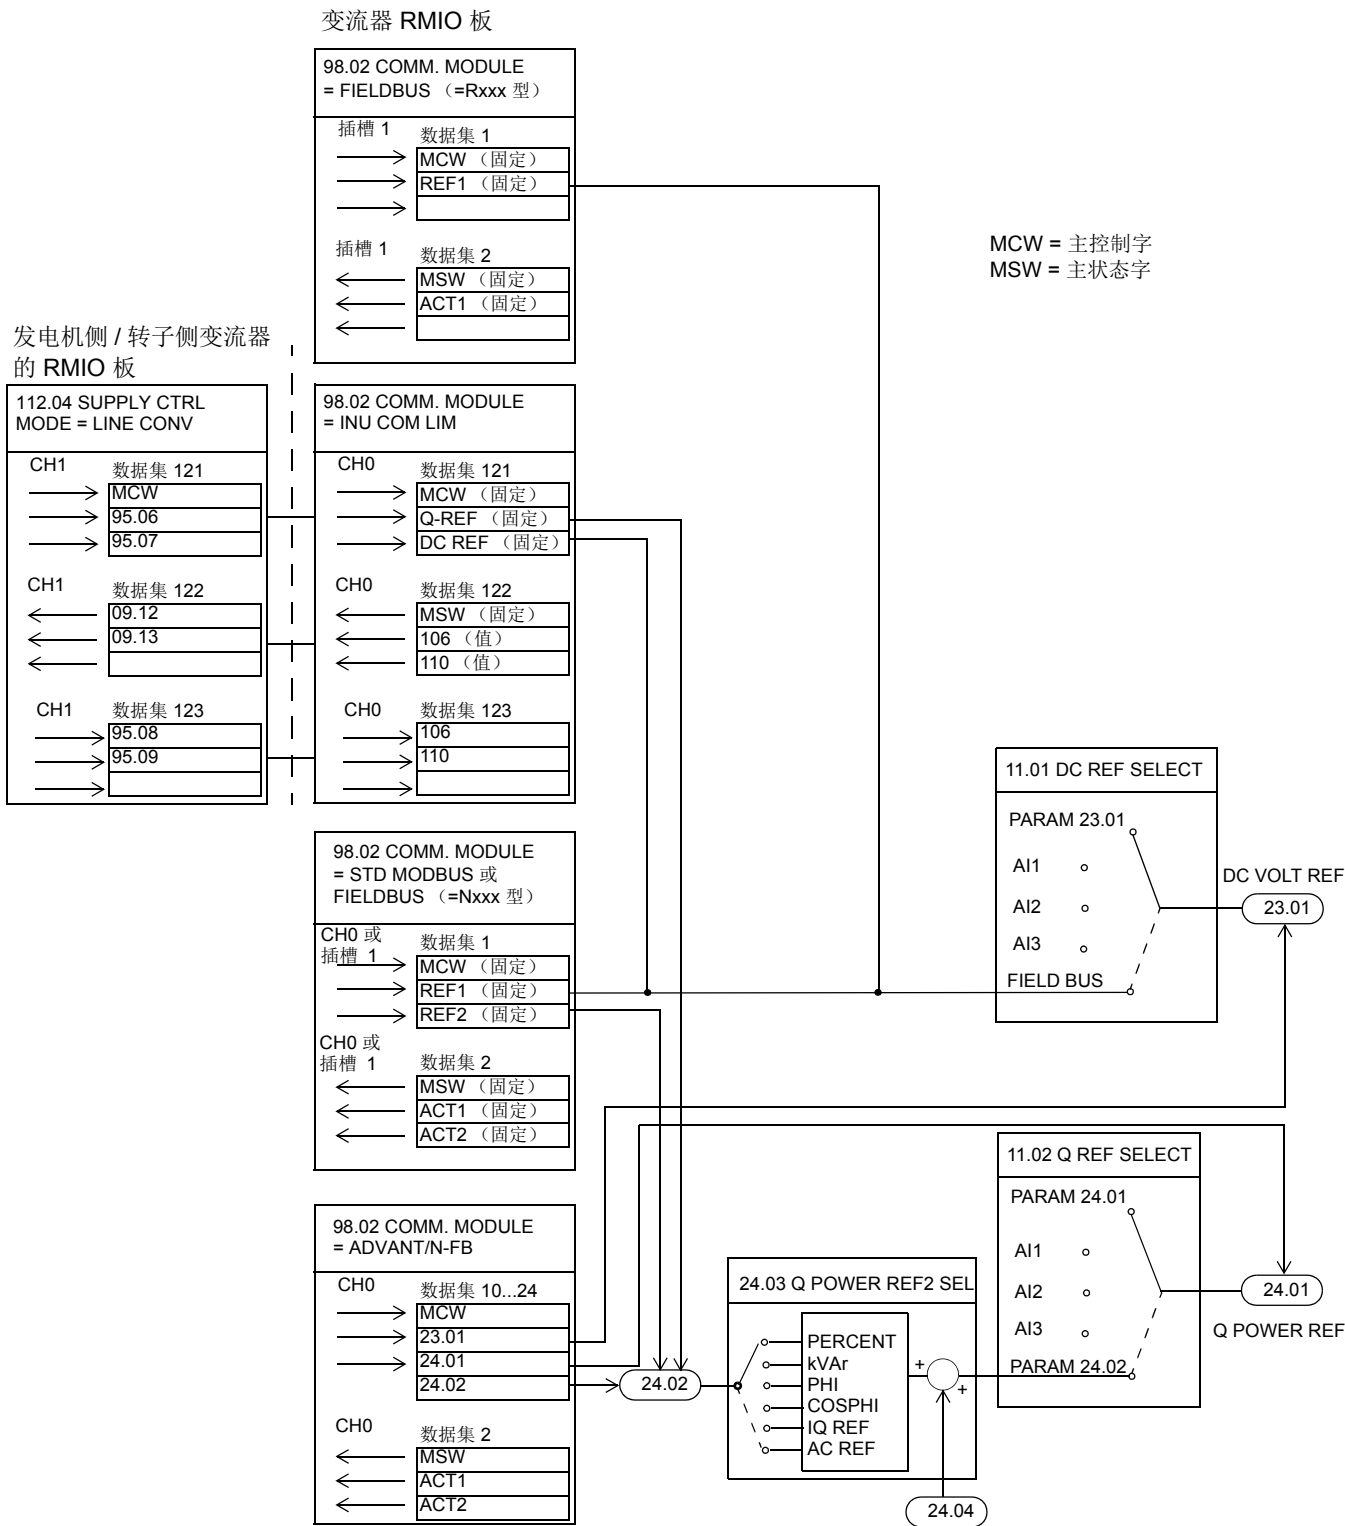 变流器 RMIO 板
98.02 COMM. MODULE
= FIELDBUS （=Rxxx 型）
插槽 1
数据集 1
MCW （固定）
REF1 （固定）
插槽 1
数据集 2
MSW （固定）
ACT1 （固定）
MCW = 主控制字
MSW = 主状态字
发电机侧 / 转子侧变流器
的 RMIO 板
112.04 SUPPLY CTRL
MODE = LINE CONV
CH1
数据集 121
MCW
95.06
95.07
CH1
数据集 122
09.12
09.13
CH1
数据集 123
95.08
95.09
98.02 COMM. MODULE
= INU COM LIM
CH0
数据集 121
MCW （固定）
Q-REF （固定）
DC REF （固定）
CH0
数据集 122
MSW （固定）
106 （值）
110 （值）
CH0
数据集 123
106
110
98.02 COMM. MODULE
= STD MODBUS 或
FIELDBUS （=Nxxx 型）
CH0 或
插槽 1
数据集 1
MCW （固定）
REF1 （固定）
REF2 （固定）
CH0 或
插槽 1
数据集 2
MSW （固定）
ACT1 （固定）
ACT2 （固定）
11.01 DC REF SELECT
PARAM 23.01
AI1
AI2
AI3
FIELD BUS
DC VOLT REF
23.01
98.02 COMM. MODULE
= ADVANT/N-FB
CH0
数据集 10...24
MCW
23.01
24.01
24.02
CH0
数据集 2
MSW
ACT1
ACT2
24.02
24.03 Q POWER REF2 SEL
PERCENT
kVAr
PHI
COSPHI
IQ REF
AC REF
+
+
24.04
11.02 Q REF SELECT
PARAM 24.01
AI1
AI2
AI3
PARAM 24.02
24.01
Q POWER REF